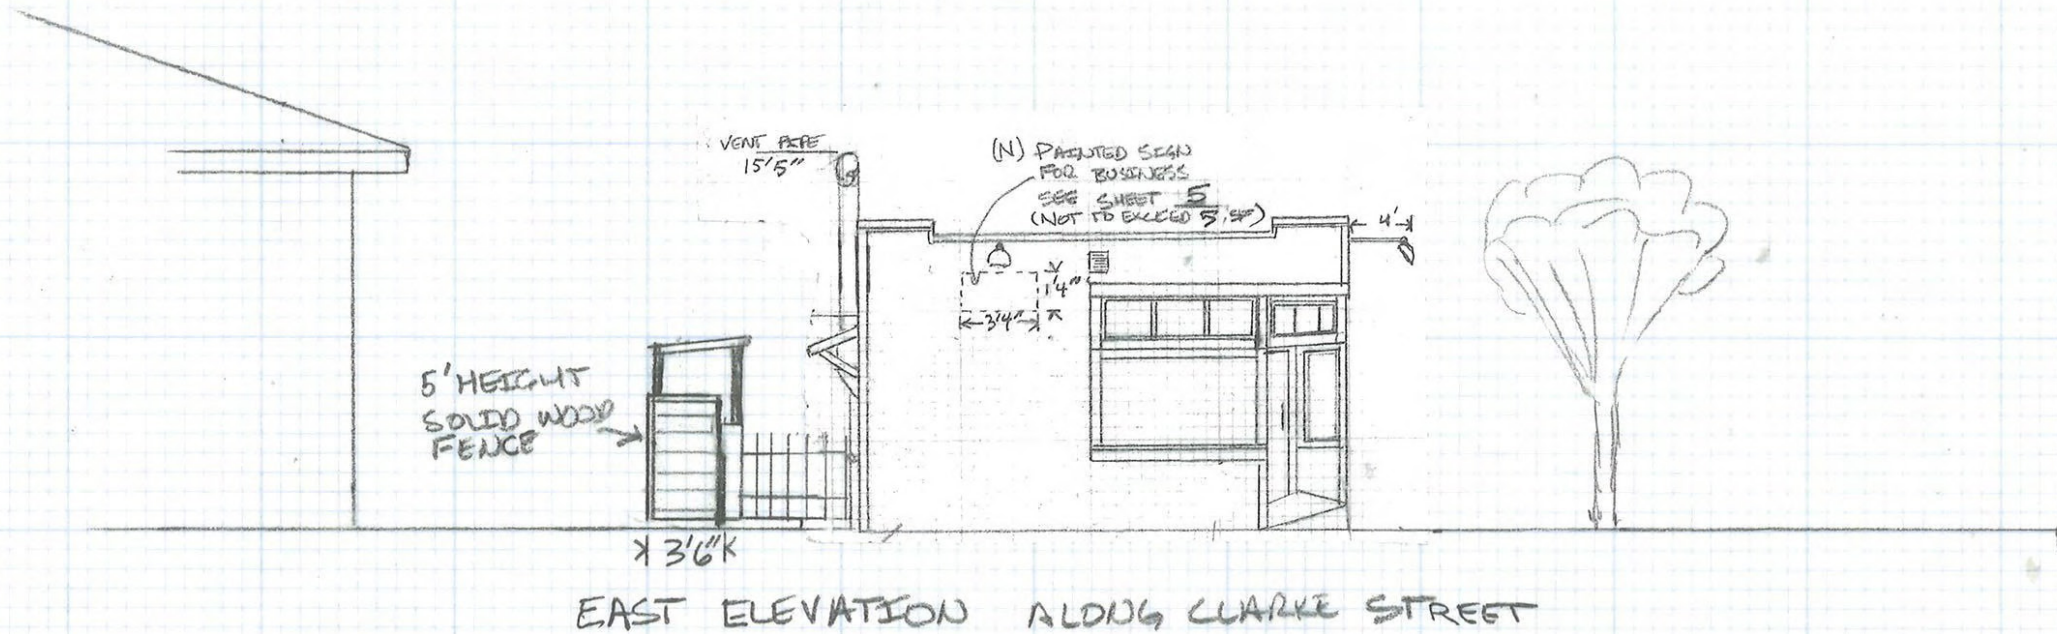 VENT PIPE
15'5"
(N) PAINTED SIGN
FOR BUSINESS
SEE SHEET 5
(NOT TO EXCEED 5 SF)
4'
1'4"
3'4"
5' HEIGHT
SOLID WOOD
FENCE
3'6"
EAST ELEVATION ALONG CLARKE STREET